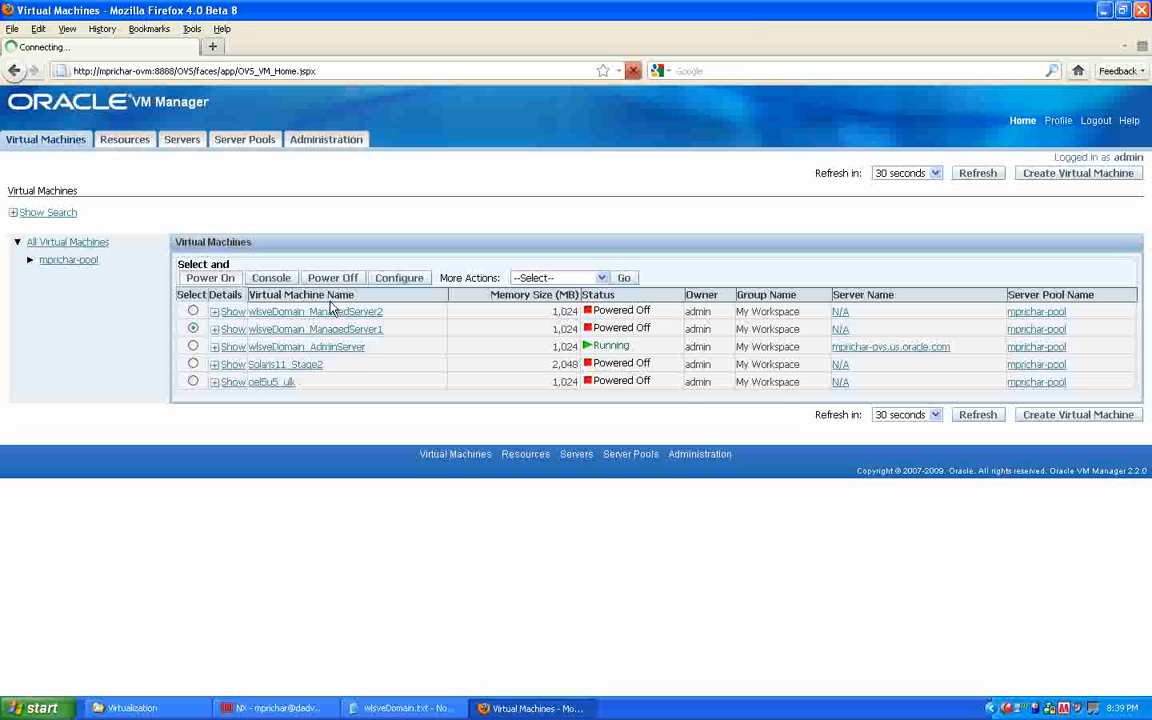 Virtual Machines - Mozilla Firefox 4.0 Beta 8
File Edit View History Bookmarks Tools Help
Connecting...
http://mprichar-ovm:8888/OVS/faces/app/OVS_VM_Home.jspx Google Feedback
ORACLE VM Manager
Home Profile Logout Help
Virtual Machines Resources Servers Server Pools Administration
Logged in as admin
Refresh in: 30 seconds Refresh Create Virtual Machine
Virtual Machines
Show Search
All Virtual Machines
mprichar-pool
Virtual Machines
Select and
Power On Console Power Off Configure More Actions: --Select-- Go
Select Details Virtual Machine Name Memory Size (MB) Status Owner Group Name Server Name Server Pool Name
Show wlsveDomain_ManagedServer2 1,024 Powered Off admin My Workspace N/A mprichar-pool
Show wlsveDomain_ManagedServer1 1,024 Powered Off admin My Workspace N/A mprichar-pool
Show wlsveDomain_AdminServer 1,024 Running admin My Workspace mprichar-ovs.us.oracle.com mprichar-pool
Show Solaris11_Stage2 2,048 Powered Off admin My Workspace N/A mprichar-pool
Show oel5u5_ulk 1,024 Powered Off admin My Workspace N/A mprichar-pool
Refresh in: 30 seconds Refresh Create Virtual Machine
Virtual Machines Resources Servers Server Pools Administration
Copyright © 2007-2009. Oracle. All rights reserved. Oracle VM Manager 2.2.0
start Virtualization NX - mprichar@dadv... wlsveDomain.txt - No... Virtual Machines - Mo... 8:39 PM